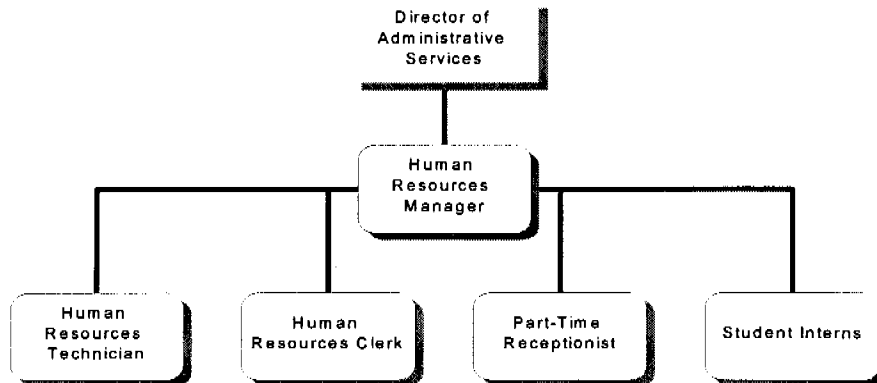 Director of
Administrative
Services
Human
Resources
Manager
Human
Resources
Technician
Human
Resources Clerk
Part-Time
Receptionist
Student Interns